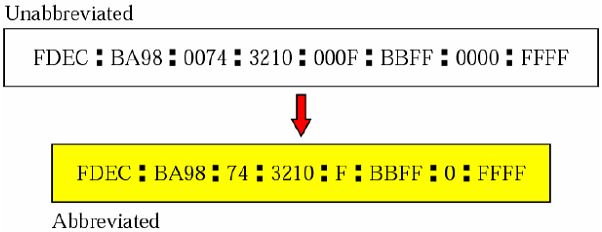 Unabbreviated
FDEC : BA98 : 0074 : 3210 : 000F : BBFF : 0000 : FFFF
FDEC : BA98 : 74 : 3210 : F : BBFF : 0 : FFFF
Abbreviated